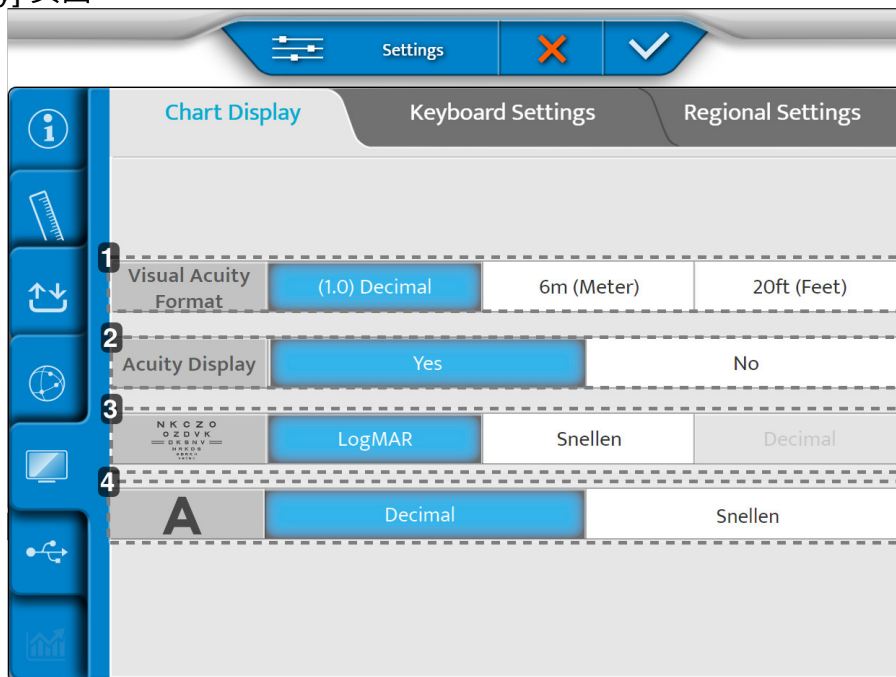 Settings
Chart Display Keyboard Settings Regional Settings
1
Visual Acuity Format (1.0) Decimal 6m (Meter) 20ft (Feet)
2
Acuity Display Yes No
3
N K C Z O
O Z D V K
LogMAR Snellen Decimal
4
A Decimal Snellen